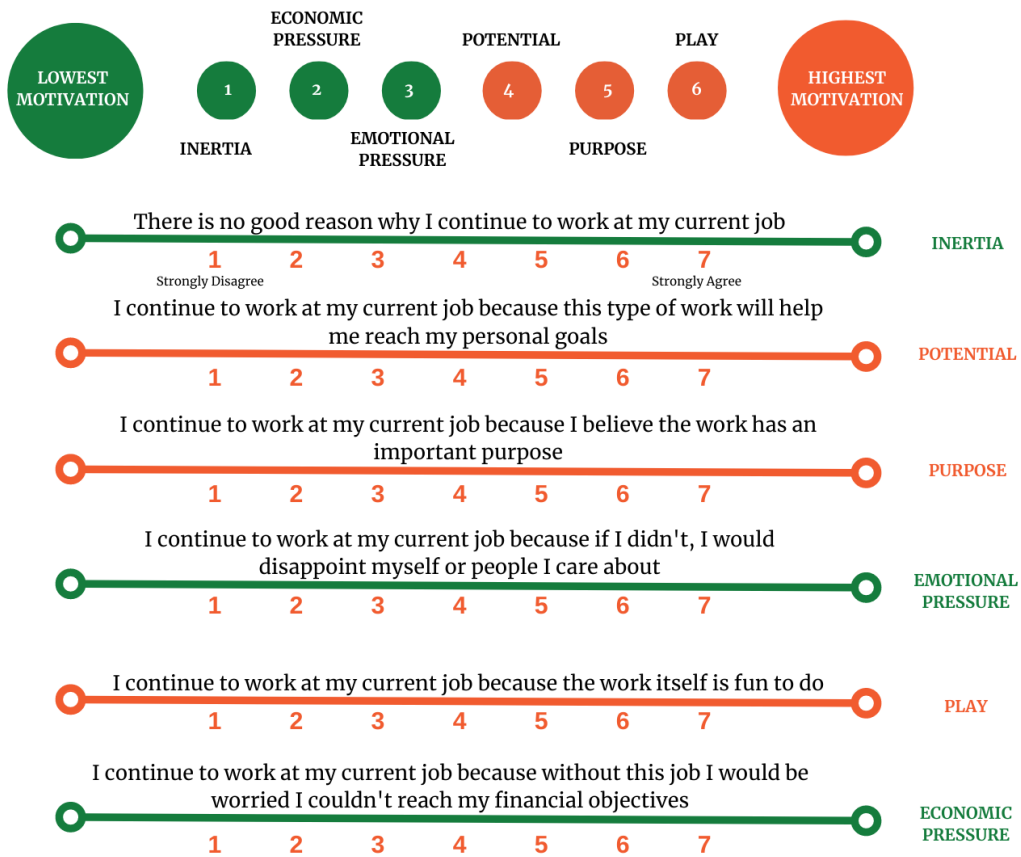 LOWEST
MOTIVATION
1
INERTIA
ECONOMIC
PRESSURE
2
3
EMOTIONAL
PRESSURE
POTENTIAL
4
5
PURPOSE
PLAY
6
HIGHEST
MOTIVATION
There is no good reason why I continue to work at my current job
1 2 3 4 5 6 7
Strongly Disagree Strongly Agree
INERTIA
I continue to work at my current job because this type of work will help
me reach my personal goals
1 2 3 4 5 6 7
POTENTIAL
I continue to work at my current job because I believe the work has an
important purpose
1 2 3 4 5 6 7
PURPOSE
I continue to work at my current job because if I didn't, I would
disappoint myself or people I care about
1 2 3 4 5 6 7
EMOTIONAL
PRESSURE
I continue to work at my current job because the work itself is fun to do
1 2 3 4 5 6 7
PLAY
I continue to work at my current job because without this job I would be
worried I couldn't reach my financial objectives
1 2 3 4 5 6 7
ECONOMIC
PRESSURE